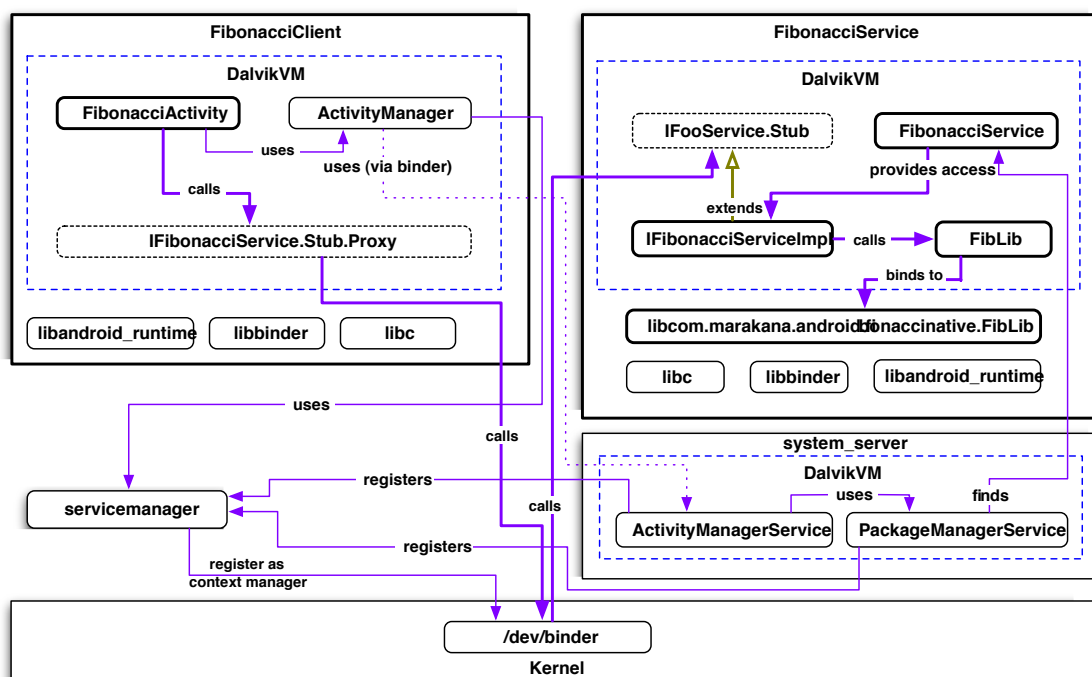 FibonacciClient
DalvikVM
FibonacciActivity
ActivityManager
uses
uses (via binder)
calls
IFibonacciService.Stub.Proxy
libandroid_runtime
libbinder
libc
FibonacciService
DalvikVM
IFooService.Stub
FibonacciService
provides access
extends
IFibonacciServiceImpl
calls
FibLib
binds to
libcom.marakana.android.fibonaccinative.FibLib
libc
libbinder
libandroid_runtime
uses
calls
system_server
DalvikVM
registers
uses
finds
servicemanager
calls
ActivityManagerService
PackageManagerService
registers
register as
context manager
/dev/binder
Kernel